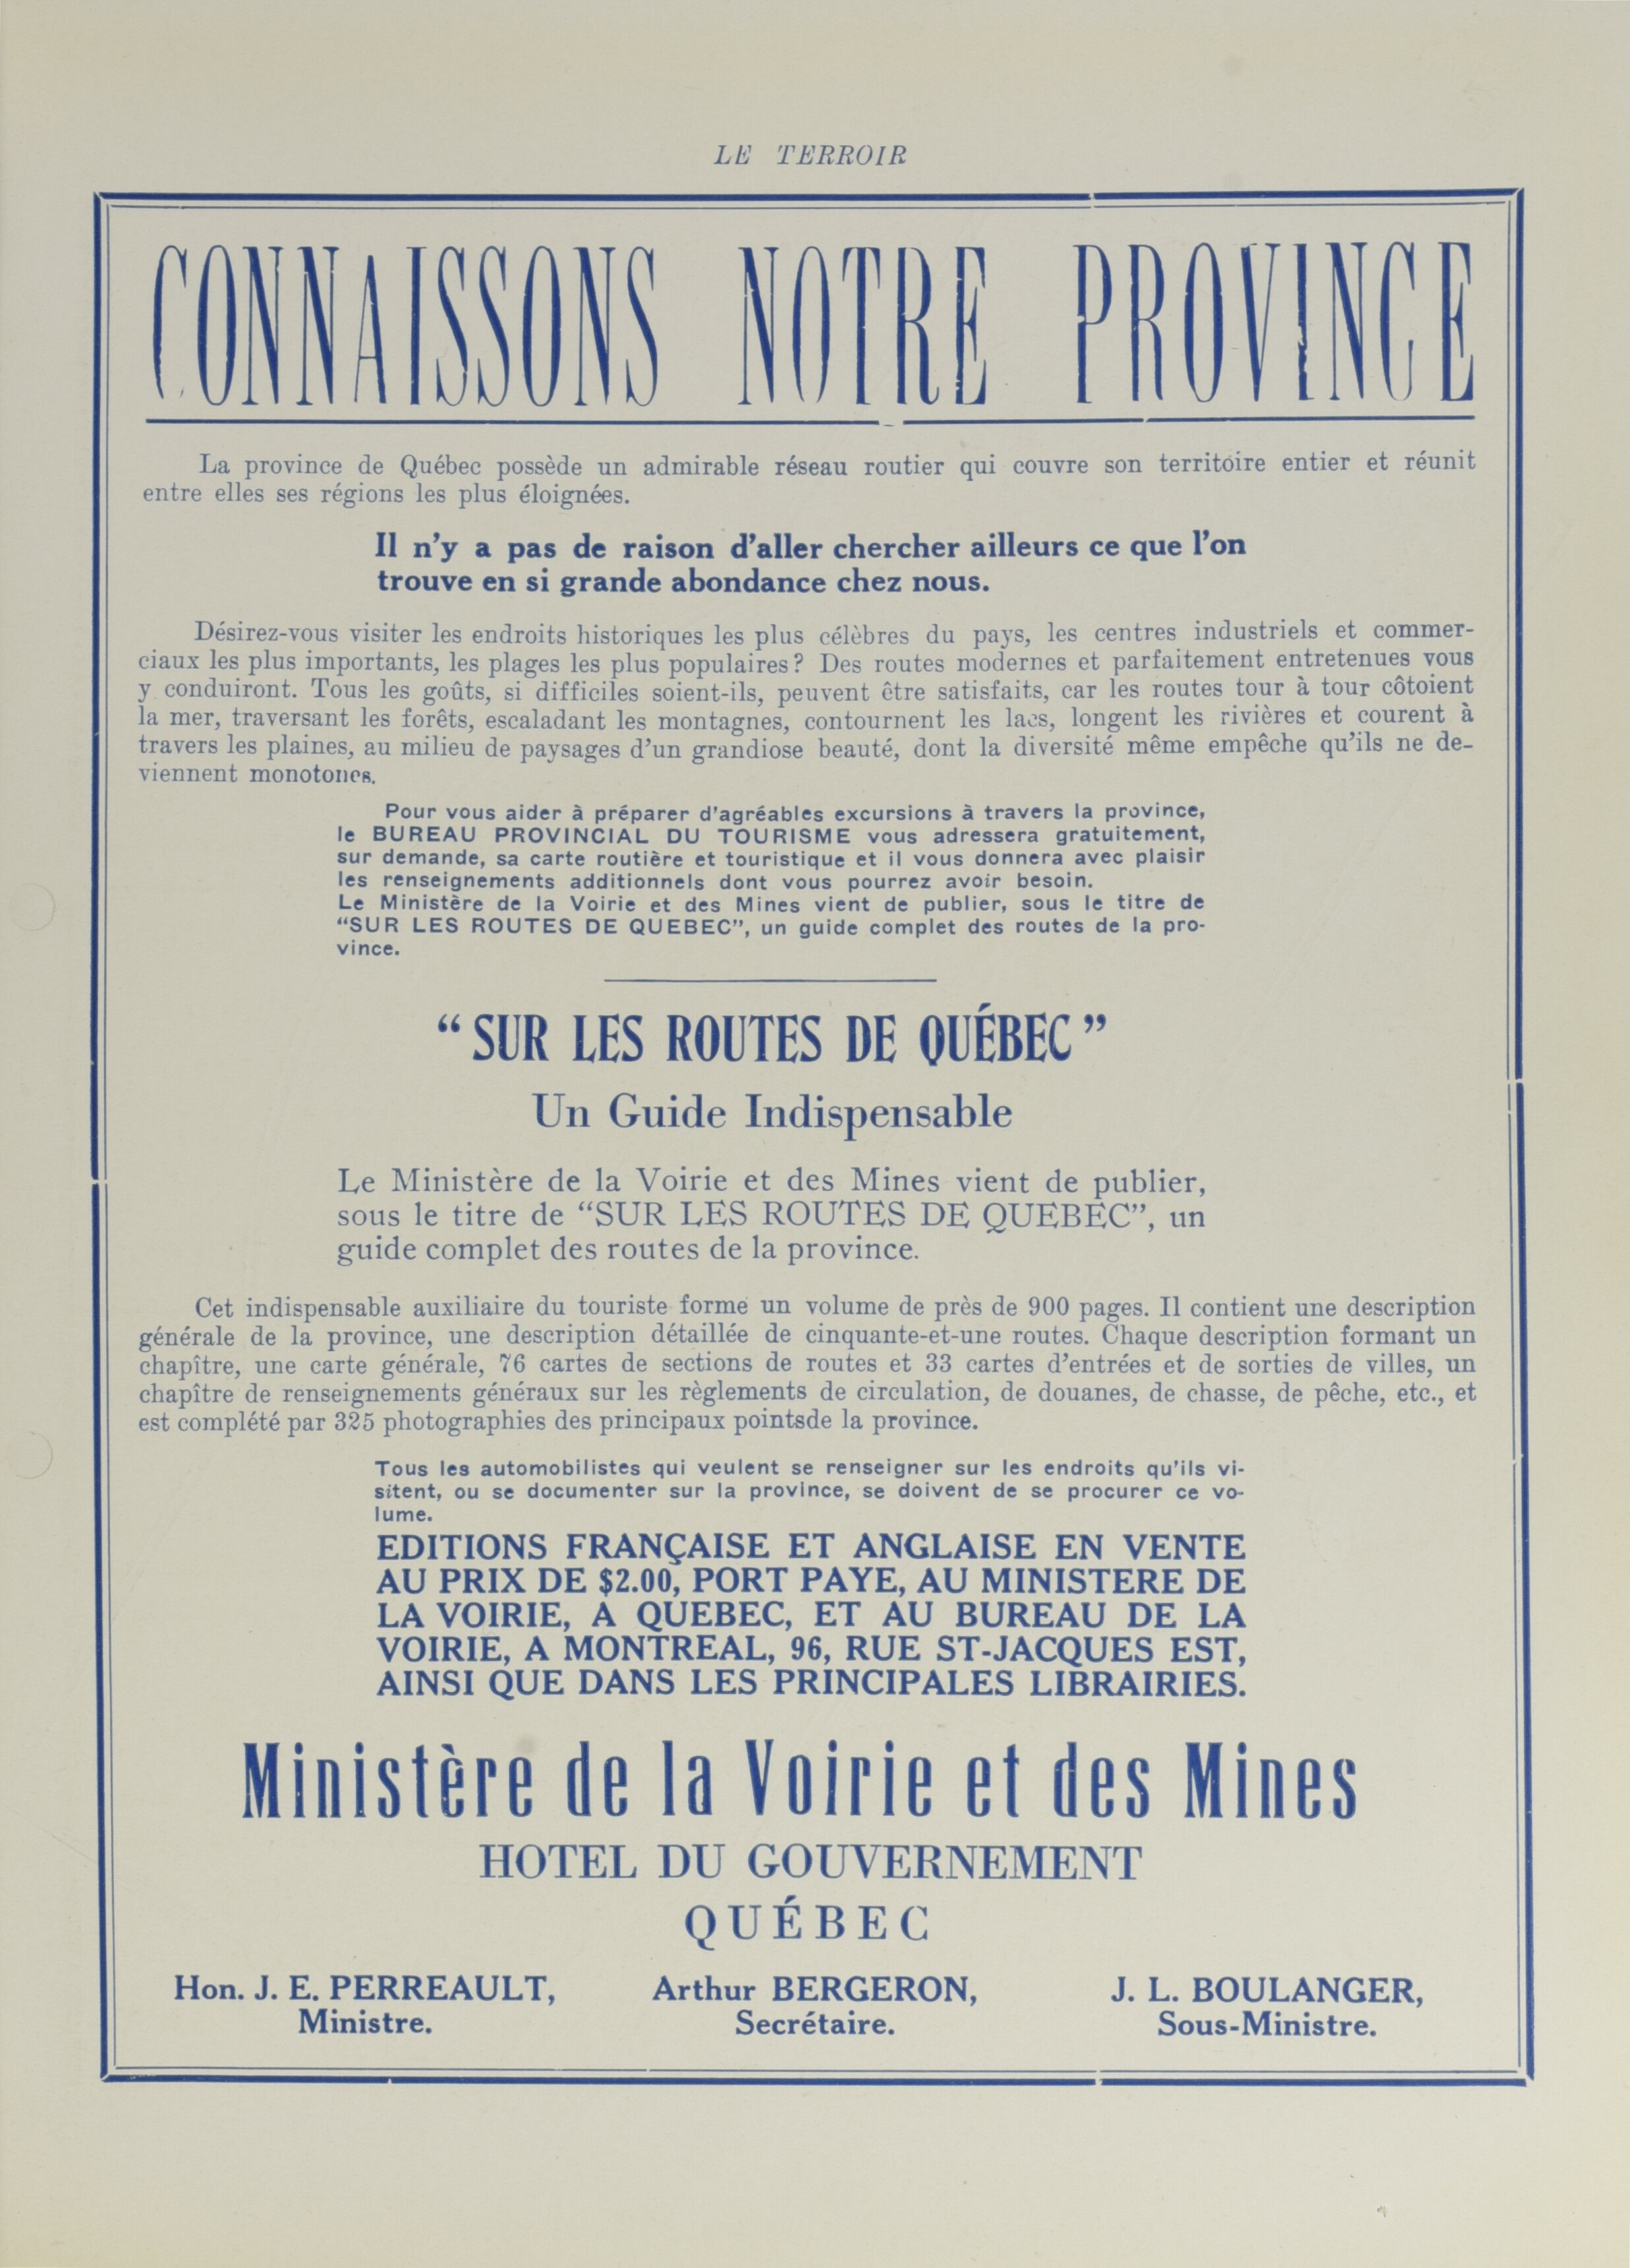 LE TERROIR
CONNAISSONS NOTRE PROVINCE
La province de Québec possède un admirable réseau routier qui couvre son territoire entier et réunit
entre elles ses régions les plus éloignées.
Il n'y a pas de raison d'aller chercher ailleurs ce que l'on
trouve en si grande abondance chez nous.
Désirez-vous visiter les endroits historiques les plus célèbres du pays, les centres industriels et commer-
ciaux les plus importants, les plages les plus populaires? Des routes modernes et parfaitement entretenues vous
y conduiront. Tous les goûts, si difficiles soient-ils, peuvent être satisfaits, car les routes tour à tour côtoient
la mer, traversant les forêts, escaladant les montagnes, contournent les lacs, longent les rivières et courent à
travers les plaines, au milieu de paysages d'un grandiose beauté, dont la diversité même empêche qu'ils ne de-
viennent monotones.
Pour vous aider à préparer d'agréables excursions à travers la province,
le BUREAU PROVINCIAL DU TOURISME vous adressera gratuitement,
sur demande, sa carte routière et touristique et il vous donnera avec plaisir
les renseignements additionnels dont vous pourrez avoir besoin.
Le Ministère de la Voirie et des Mines vient de publier, sous le titre de
“SUR LES ROUTES DE QUEBEC”, un guide complet des routes de la pro-
vince.
“SUR LES ROUTES DE QUÉBEC”
Un Guide Indispensable
Le Ministère de la Voirie et des Mines vient de publier,
sous le titre de “SUR LES ROUTES DE QUEBEC”, un
guide complet des routes de la province.
Cet indispensable auxiliaire du touriste forme un volume de près de 900 pages. Il contient une description
générale de la province, une description détaillée de cinquante-et-une routes. Chaque description formant un
chapître, une carte générale, 76 cartes de sections de routes et 33 cartes d'entrées et de sorties de villes, un
chapître de renseignements généraux sur les règlements de circulation, de douanes, de chasse, de pêche, etc., et
est complété par 325 photographies des principaux pointsde la province.
Tous les automobilistes qui veulent se renseigner sur les endroits qu'ils vi-
sitent, ou se documenter sur la province, se doivent de se procurer ce vo-
lume.
EDITIONS FRANÇAISE ET ANGLAISE EN VENTE
AU PRIX DE $2.00, PORT PAYE, AU MINISTERE DE
LA VOIRIE, A QUEBEC, ET AU BUREAU DE LA
VOIRIE, A MONTREAL, 96, RUE ST-JACQUES EST,
AINSI QUE DANS LES PRINCIPALES LIBRAIRIES.
Ministère de la Voirie et des Mines
HOTEL DU GOUVERNEMENT
QUÉBEC
Hon. J. E. PERREAULT, Arthur BERGERON, J. L. BOULANGER,
Ministre. Secrétaire. Sous-Ministre.